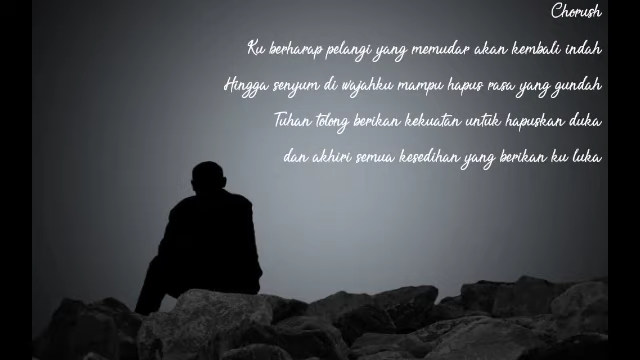 Chorush
Ku berharap pelangi yang memudar akan kembali indah
Hingga senyum di wajahku mampu hapus rasa yang gundah
Tuhan tolong berikan kekuatan untuk hapuskan duka
dan akhiri semua kesedihan yang berikan ku luka